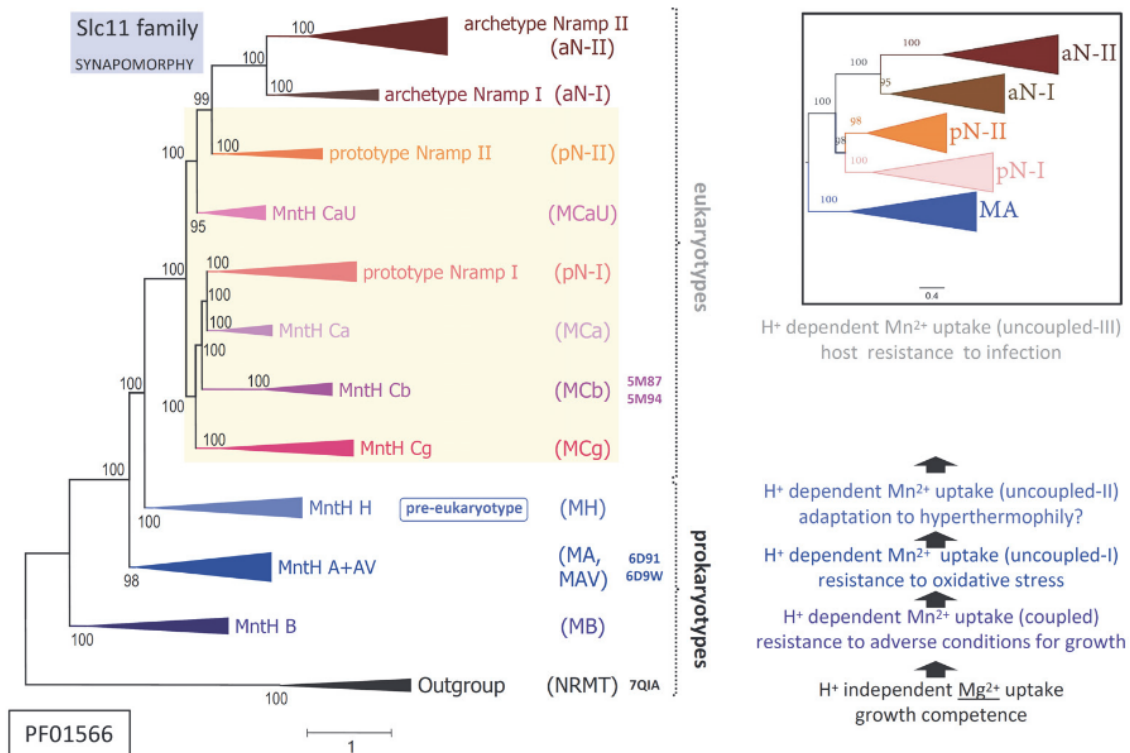 Slc11 family
SYNAPOMORPHY
100
archetype Nramp II
(aN-II)
100
100
archetype Nramp I (aN-I)
99
100
prototype Nramp II (pN-II)
100
MntH CaU (MCaU)
95
100
prototype Nramp I (pN-I)
100
100
MntH Ca (MCa)
100
100
MntH Cb (MCb) 5M87
5M94
100
100
MntH Cg (MCg)
100
100
MntH H pre-eukaryotype (MH)
100
MntH A+AV (MA,
MAV)
6D91
6D9W
98
MntH B (MB)
100
Outgroup (NRMT) 7QIA
100
PF01566
1
eukaryotypes
prokaryotypes
100
aN-II
100
95
aN-I
98
pN-II
98
100
pN-I
100
MA
0.4
H⁺ dependent Mn²⁺ uptake (uncoupled-III)
host resistance to infection
H⁺ dependent Mn²⁺ uptake (uncoupled-II)
adaptation to hyperthermophily?
H⁺ dependent Mn²⁺ uptake (uncoupled-I)
resistance to oxidative stress
H⁺ dependent Mn²⁺ uptake (coupled)
resistance to adverse conditions for growth
H⁺ independent Mg²⁺ uptake
growth competence